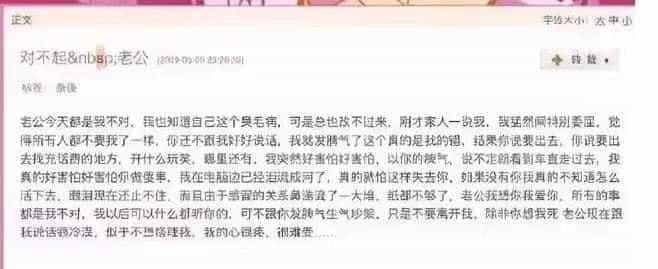 正文
字体大小：大 中 小
对不起&nbsp;老公
转载
标签：
老公今天都是我不对，我也知道自己这个臭毛病，可是总也改不过来，刚才家人一说我，我猛然间特别委屈，觉
得所有人都不要我了一样，你还不跟我好好说话，我就发脾气了这个真的是我的错，结果你说要出去，你说要出
去找充话费的地方，开什么玩笑，哪里还有，我突然好害怕好害怕，以你的脾气，说不定能看到车直走过去，我
真的好害怕好害怕你做傻事，我在电脑边已经泪流成河了，真的就怕这样失去你，如果没有你我真的不知道怎么
活下去，眼泪现在还止不住，而且由于感冒的关系鼻涕流了一大堆，纸都不够了，老公我想你我爱你，所有的事
都是我不对，我以后可以什么都听你的，可不跟你发脾气生气吵架，只是不要离开我，除非你想我死 老公现在跟
我说话很冷漠，似乎不想搭理我，我的心很疼，很难受……